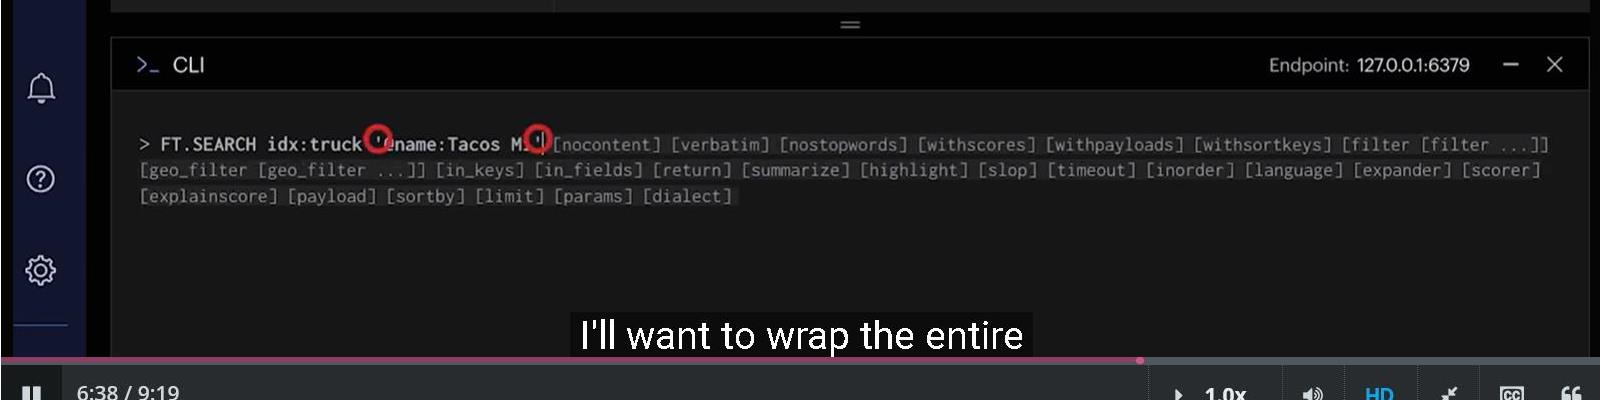 >_ CLI
Endpoint: 127.0.0.1:6379
> FT.SEARCH idx:truck '@name:Tacos M [nocontent] [verbatim] [nostopwords] [withscores] [withpayloads] [withsortkeys] [filter [filter ...]]
[geo_filter [geo_filter ...]] [in_keys] [in_fields] [return] [summarize] [highlight] [slop] [timeout] [inorder] [language] [expander] [scorer]
[explainscore] [payload] [sortby] [limit] [params] [dialect]
I'll want to wrap the entire
6:38 / 9:19
1.0x
HD
CC